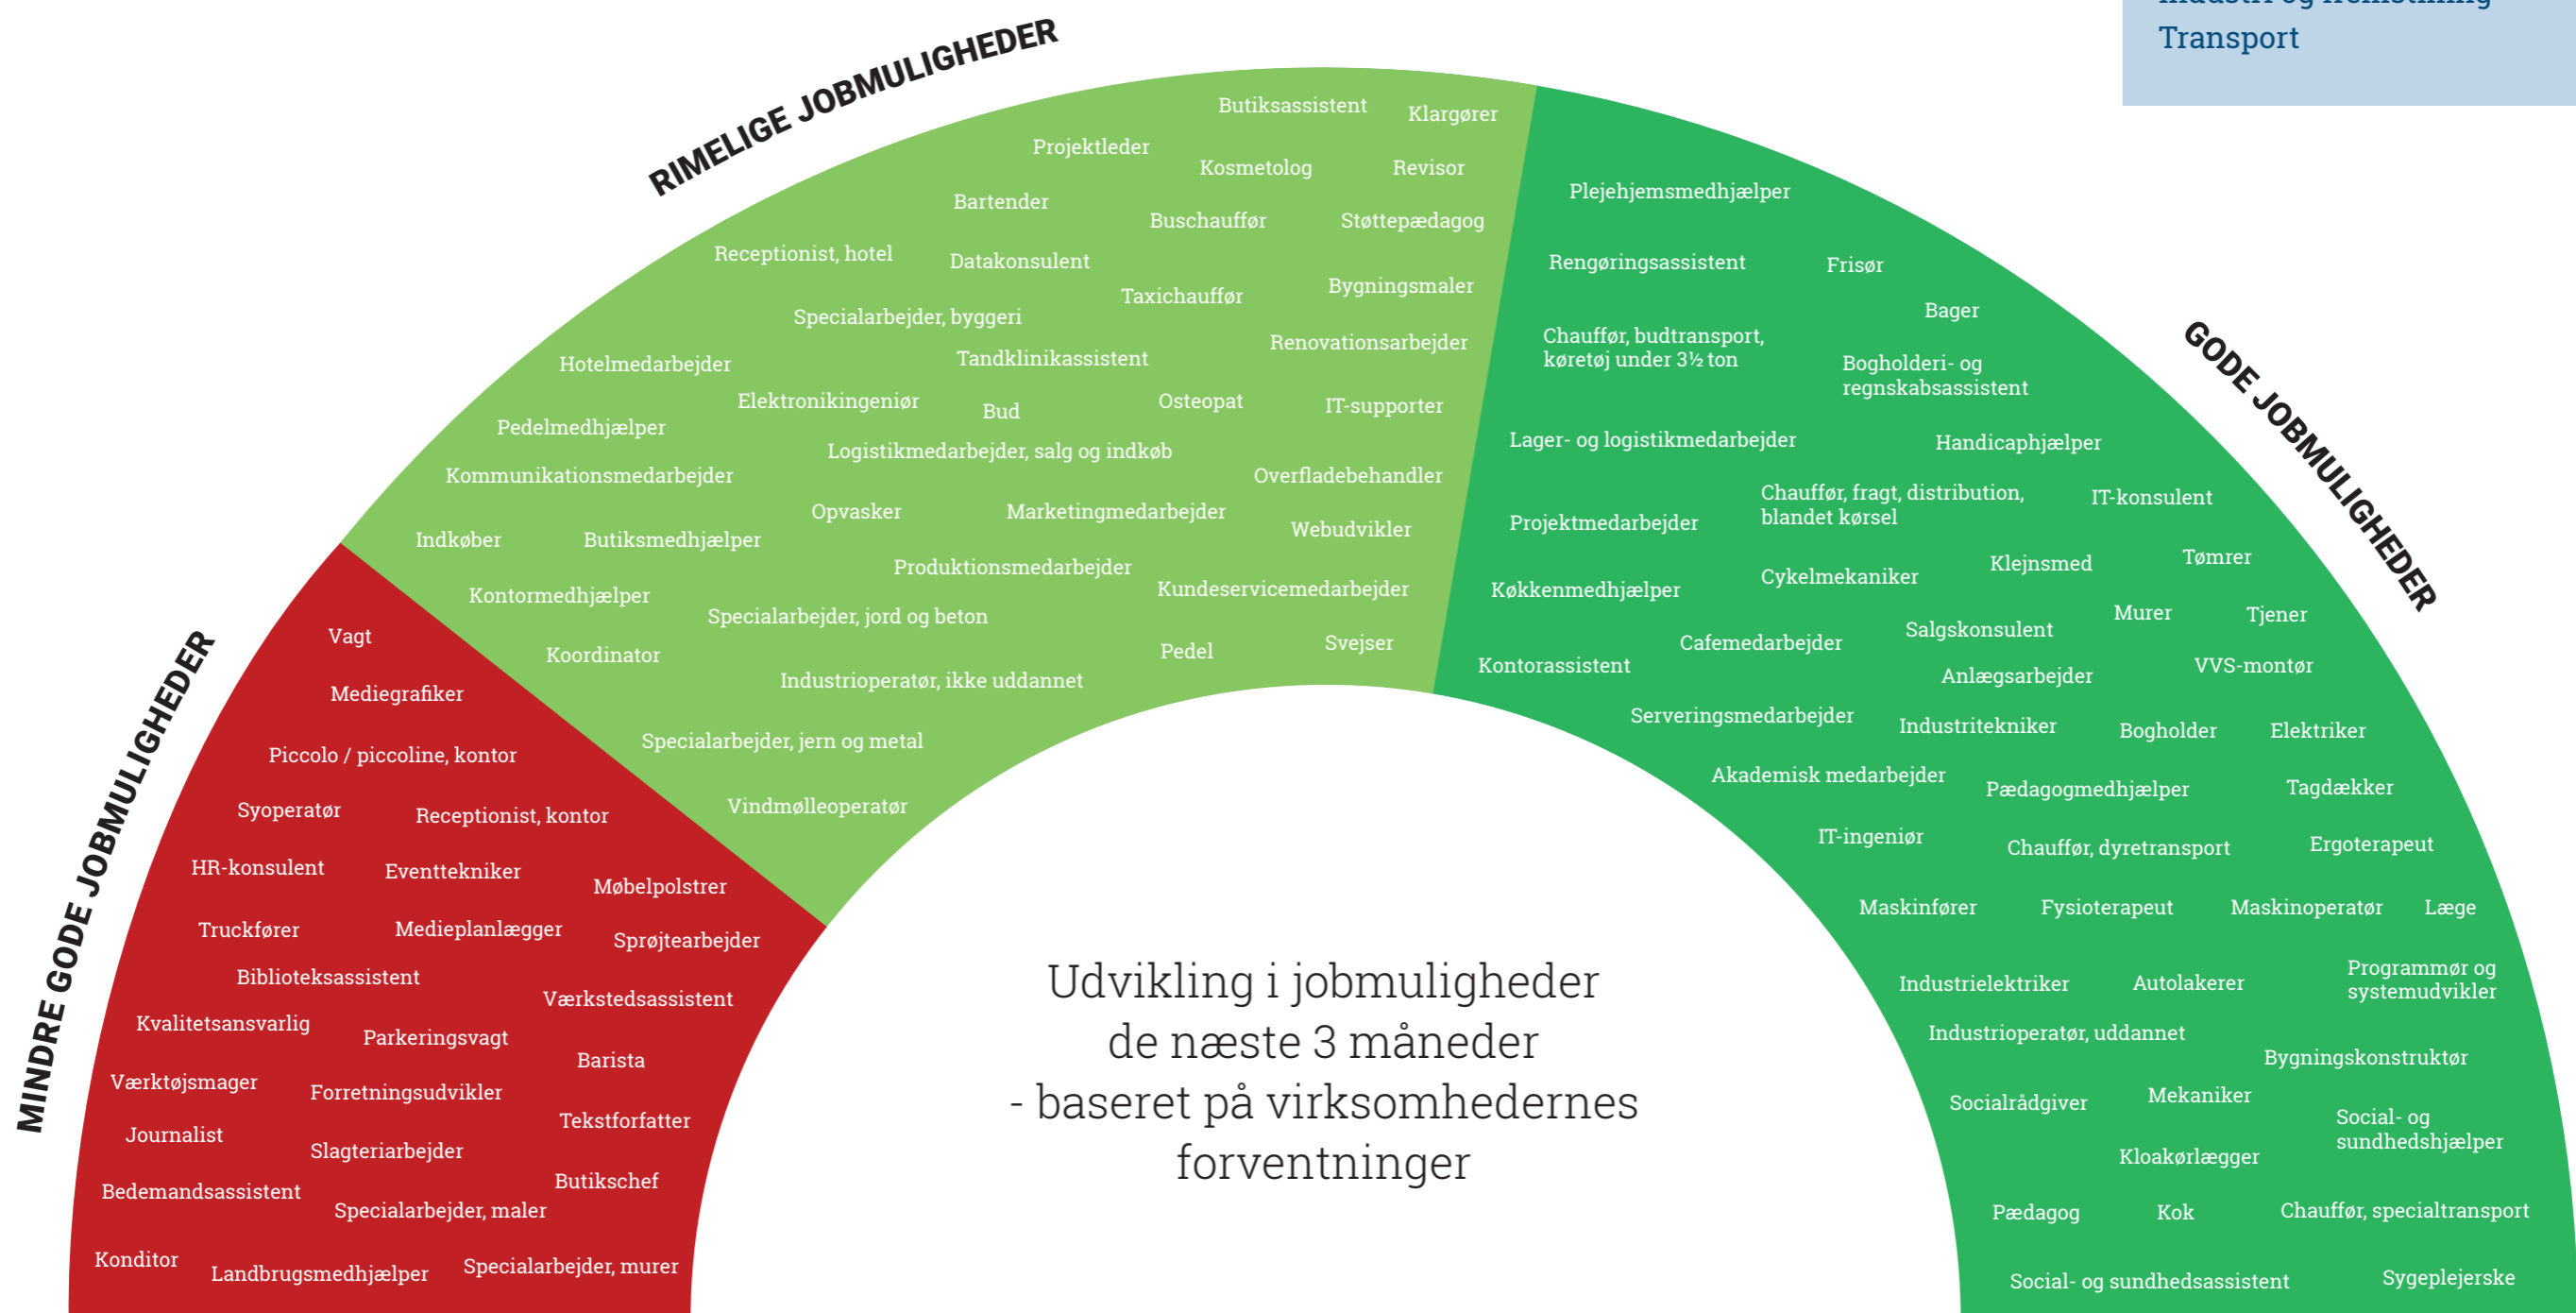 Transport
RIMELIGE JOBMULIGHEDER
Butiksassistent
Klargører
Projektleder
Kosmetolog
Revisor
Bartender
Buschauffør
Støttepædagog
Receptionist, hotel
Datakonsulent
Taxichauffør
Bygningsmaler
Specialarbejder, byggeri
Renovationsarbejder
Hotelmedarbejder
Tandklinikassistent
Elektronikingeniør
Bud
Osteopat
IT-supporter
Pedelmedhjælper
Logistikmedarbejder, salg og indkøb
Kommunikationsmedarbejder
Overfladebehandler
Opvasker
Marketingmedarbejder
Webudvikler
Indkøber
Butiksmedhjælper
Produktionsmedarbejder
Kundeservicemedarbejder
Kontormedhjælper
Specialarbejder, jord og beton
Koordinator
Pedel
Svejser
Industrioperatør, ikke uddannet
Specialarbejder, jern og metal
Vindmølleoperatør
GODE JOBMULIGHEDER
Plejehjemsmedhjælper
Rengøringsassistent
Frisør
Bager
Chauffør, budtransport,
køretøj under 3½ ton
Bogholderi- og
regnskabsassistent
Lager- og logistikmedarbejder
Handicaphjælper
Chauffør, fragt, distribution,
blandet kørsel
IT-konsulent
Projektmedarbejder
Klejnsmed
Tømrer
Køkkenmedhjælper
Cykelmekaniker
Murer
Tjener
Cafemedarbejder
Salgskonsulent
Kontorassistent
Anlægsarbejder
VVS-montør
Serveringsmedarbejder
Industritekniker
Bogholder
Elektriker
Akademisk medarbejder
Pædagogmedhjælper
Tagdækker
IT-ingeniør
Chauffør, dyretransport
Ergoterapeut
Maskinfører
Fysioterapeut
Maskinoperatør
Læge
Industrielektriker
Autolakerer
Programmør og
systemudvikler
Industrioperatør, uddannet
Bygningskonstruktør
Socialrådgiver
Mekaniker
Social- og
sundhedshjælper
Kloakørlægger
Pædagog
Kok
Chauffør, specialtransport
Social- og sundhedsassistent
Sygeplejerske
MINDRE GODE JOBMULIGHEDER
Vagt
Mediegrafiker
Piccolo / piccoline, kontor
Syoperatør
Receptionist, kontor
HR-konsulent
Eventtekniker
Møbelpolstrer
Truckfører
Medieplanlægger
Sprøjtearbejder
Biblioteksassistent
Værkstedsassistent
Kvalitetsansvarlig
Parkeringsvagt
Barista
Værktøjsmager
Forretningsudvikler
Tekstforfatter
Journalist
Slagteriarbejder
Butikschef
Bedemandsassistent
Specialarbejder, maler
Konditor
Landbrugsmedhjælper
Specialarbejder, murer
Udvikling i jobmuligheder
de næste 3 måneder
- baseret på virksomhedernes
forventninger